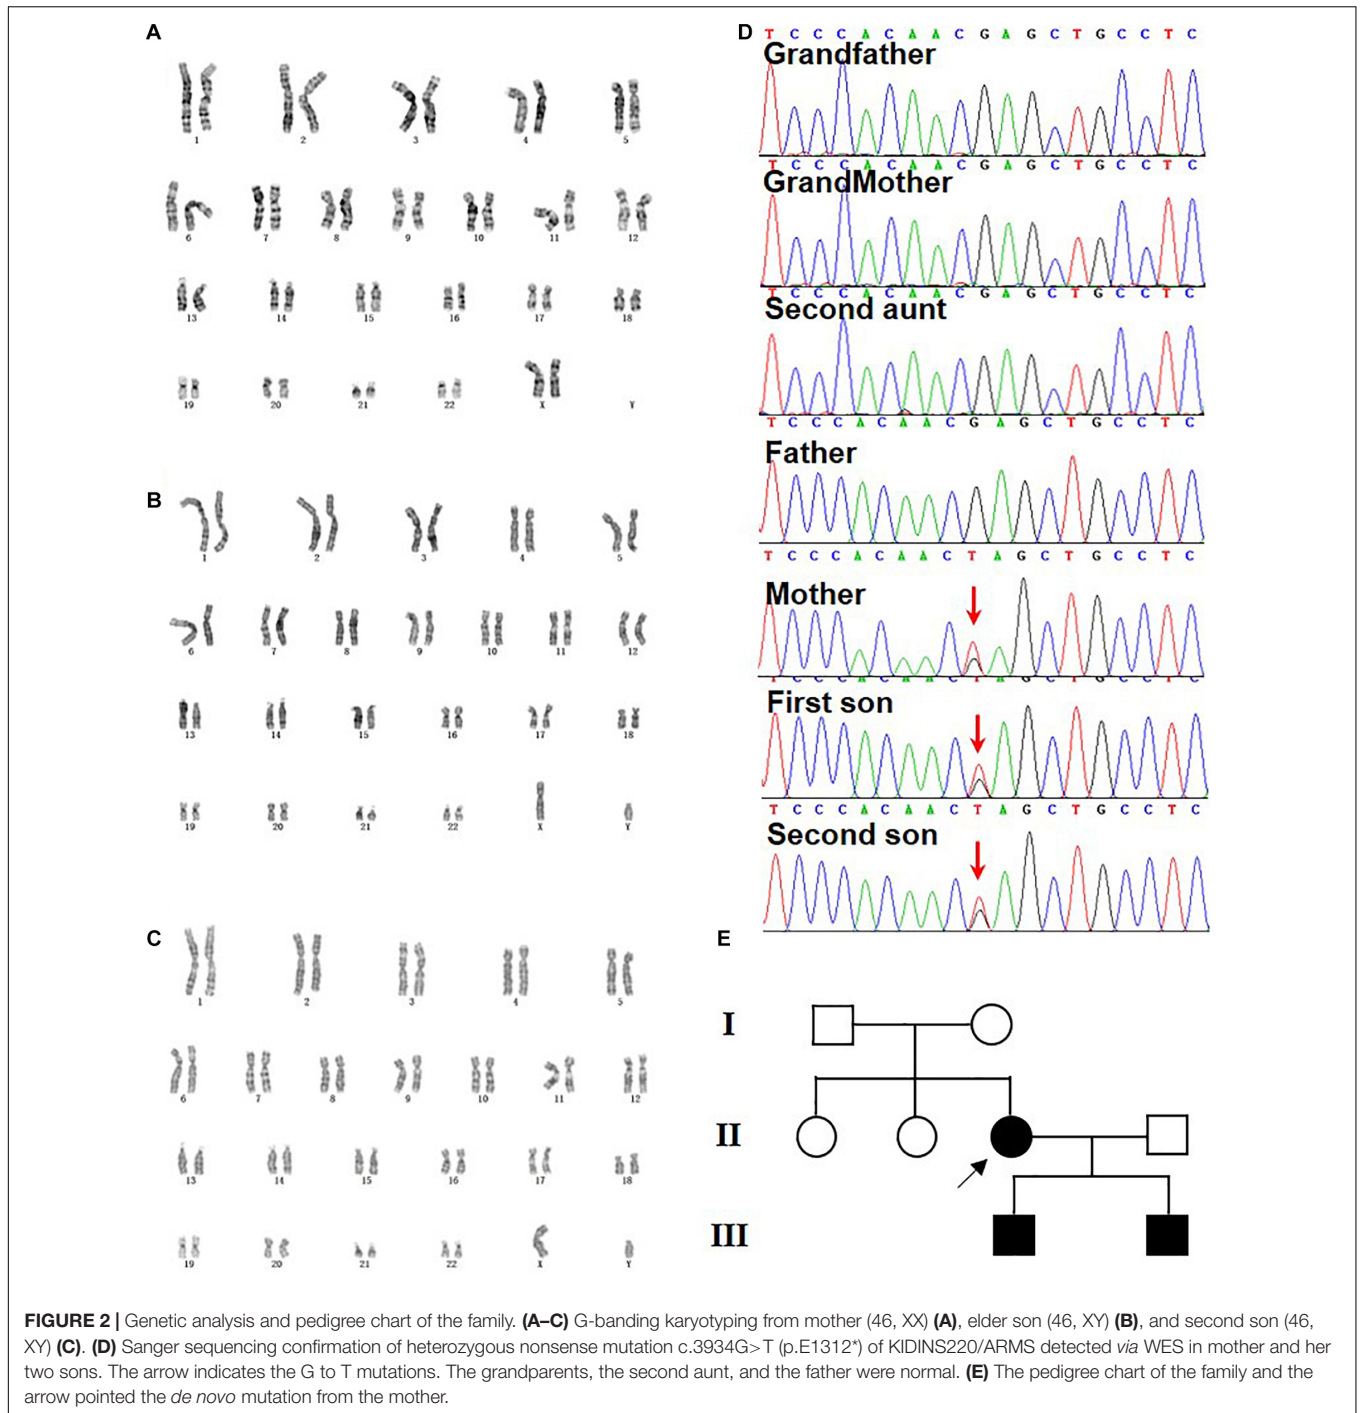 A
1 2 3 4 5
6 7 8 9 10 11 12
13 14 15 16 17 18
19 20 21 22 X Y
B
1 2 3 4 5
6 7 8 9 10 11 12
13 14 15 16 17 18
19 20 21 22 X Y
C
1 2 3 4 5
6 7 8 9 10 11 12
13 14 15 16 17 18
19 20 21 22 X Y
D
T C C C A C A A C G A G C T G C C T C
Grandfather
T C C C A C A A C G A G C T G C C T C
GrandMother
T C C C A C A A C G A G C T G C C T C
Second aunt
T C C C A C A A C G A G C T G C C T C
Father
T C C C A C A A C T A G C T G C C T C
Mother
T C C C A C A A C T A G C T G C C T C
First son
T C C C A C A A C T A G C T G C C T C
Second son
E
I
II
III
FIGURE 2 | Genetic analysis and pedigree chart of the family. (A–C) G-banding karyotyping from mother (46, XX) (A), elder son (46, XY) (B), and second son (46,
XY) (C). (D) Sanger sequencing confirmation of heterozygous nonsense mutation c.3934G>T (p.E1312*) of KIDINS220/ARMS detected via WES in mother and her
two sons. The arrow indicates the G to T mutations. The grandparents, the second aunt, and the father were normal. (E) The pedigree chart of the family and the
arrow pointed the de novo mutation from the mother.